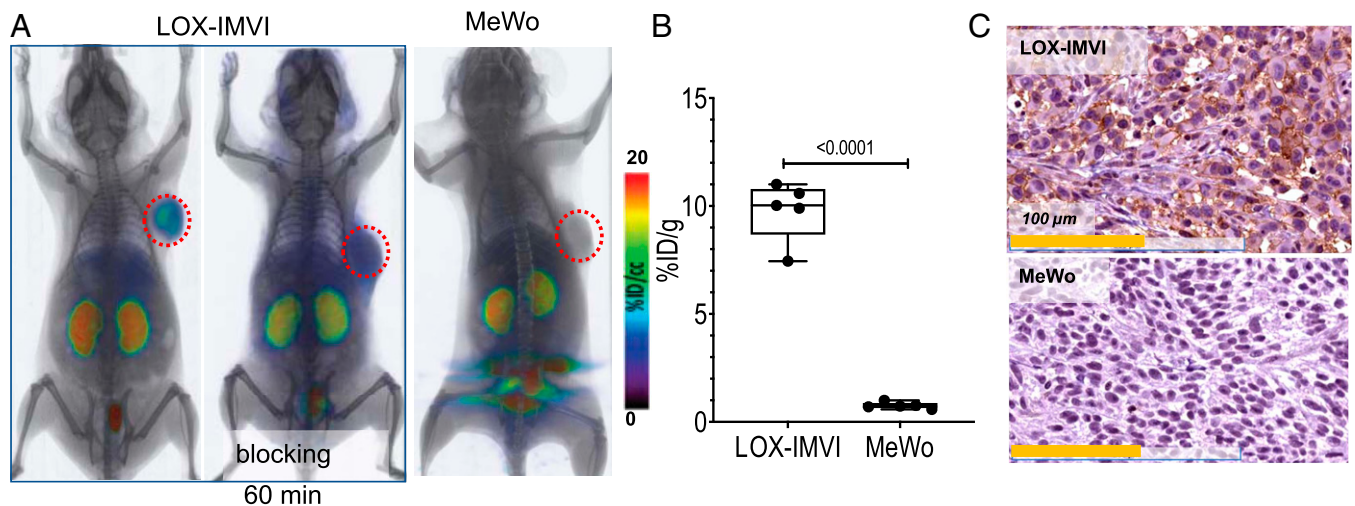 A
LOX-IMVI
MeWo
blocking
60 min
20
%ID/cc
0
B
15
10
5
0
%ID/g
<0.0001
LOX-IMVI
MeWo
C
LOX-IMVI
100 µm
MeWo